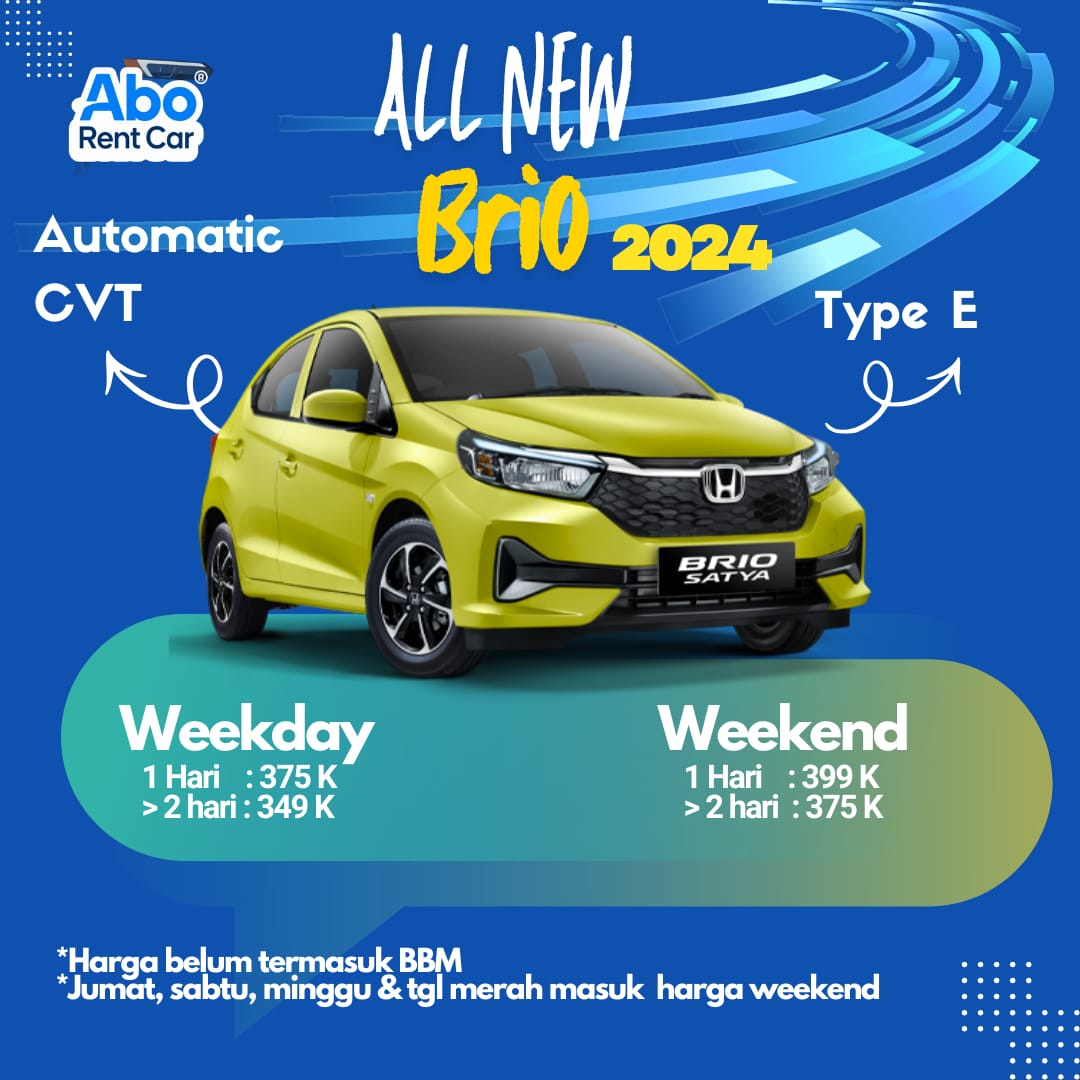 Abo®
Rent Car
ALL NEW
Brio 2024
Automatic
CVT
Type E
BRIO
SATYA
Weekday
1 Hari : 375 K
> 2 hari : 349 K
Weekend
1 Hari : 399 K
> 2 hari : 375 K
*Harga belum termasuk BBM
*Jumat, sabtu, minggu & tgl merah masuk harga weekend